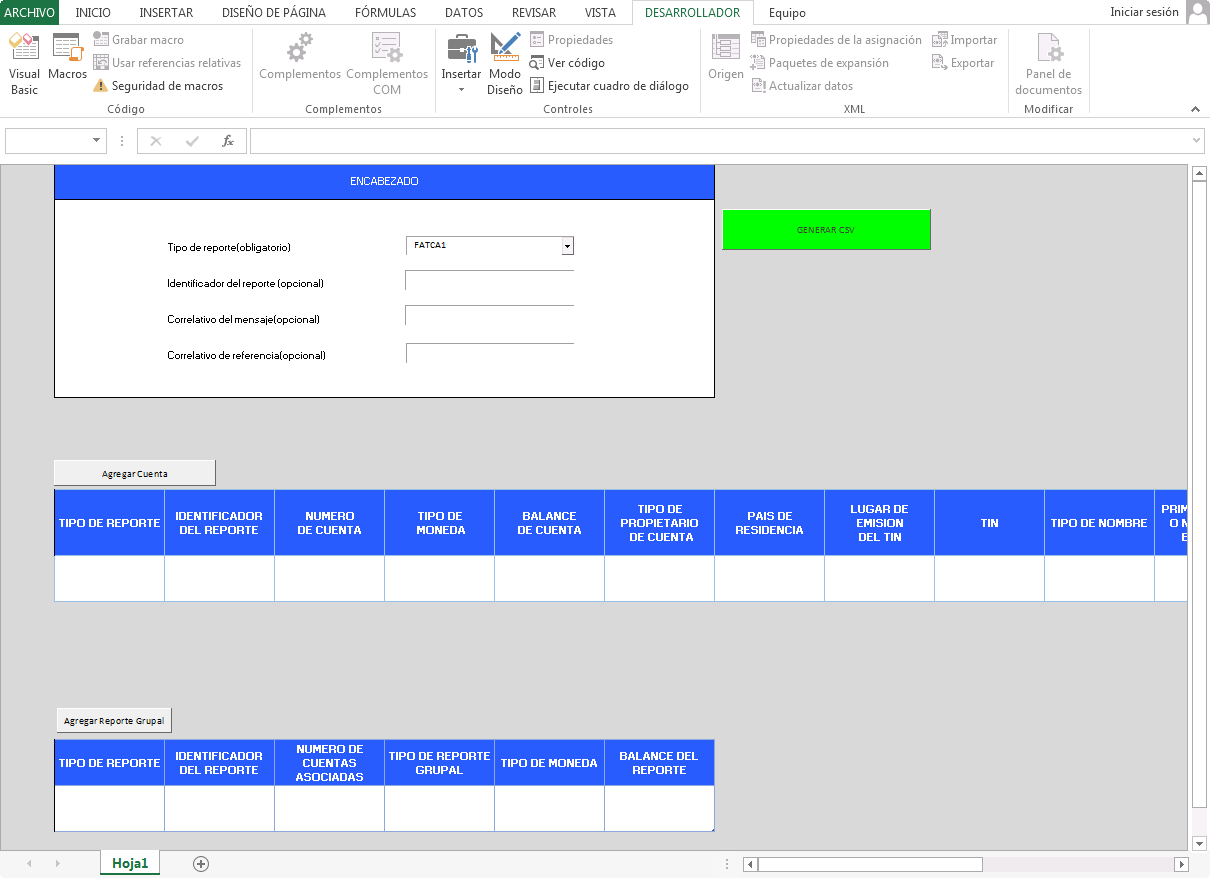 ARCHIVO INICIO INSERTAR DISEÑO DE PÁGINA FÓRMULAS DATOS REVISAR VISTA DESARROLLADOR Equipo Iniciar sesión
Visual Basic
Macros
Grabar macro
Usar referencias relativas
Seguridad de macros
Código
Complementos
Complementos COM
Complementos
Insertar
Modo Diseño
Propiedades
Ver código
Ejecutar cuadro de diálogo
Controles
Origen
Propiedades de la asignación
Paquetes de expansión
Actualizar datos
Importar
Exportar
XML
Panel de documentos
Modificar
fx
ENCABEZADO
GENERAR CSV
Tipo de reporte(obligatorio) FATCA1
Identificador del reporte (opcional)
Correlativo del mensaje(opcional)
Correlativo de referencia(opcional)
Agregar Cuenta
TIPO DE REPORTE
IDENTIFICADOR
DEL REPORTE
NUMERO
DE CUENTA
TIPO DE
MONEDA
BALANCE
DE CUENTA
TIPO DE
PROPIETARIO
DE CUENTA
PAIS DE
RESIDENCIA
LUGAR DE
EMISION
DEL TIN
TIN
TIPO DE NOMBRE
Agregar Reporte Grupal
TIPO DE REPORTE
IDENTIFICADOR
DEL REPORTE
NUMERO DE
CUENTAS
ASOCIADAS
TIPO DE REPORTE
GRUPAL
TIPO DE MONEDA
BALANCE DEL
REPORTE
Hoja1